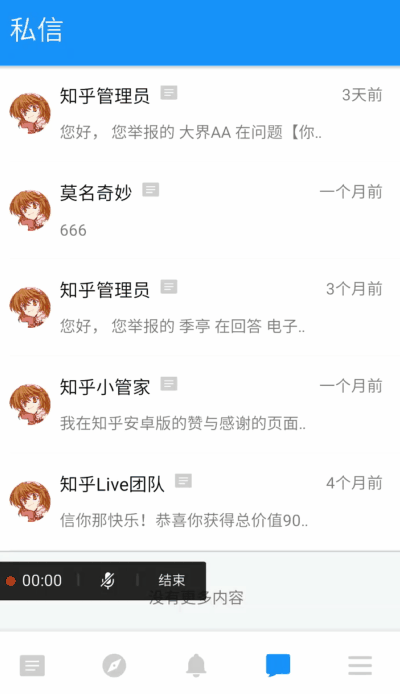 私信
知乎管理员
3天前
您好， 您举报的 大界AA 在问题【你..
莫名奇妙
一个月前
666
知乎管理员
3个月前
您好， 您举报的 季亭 在回答 电子..
知乎小管家
一个月前
我在知乎安卓版的赞与感谢的页面..
知乎Live团队
4个月前
信你那快乐！恭喜你获得总价值90..
00:00 结束
没有更多内容